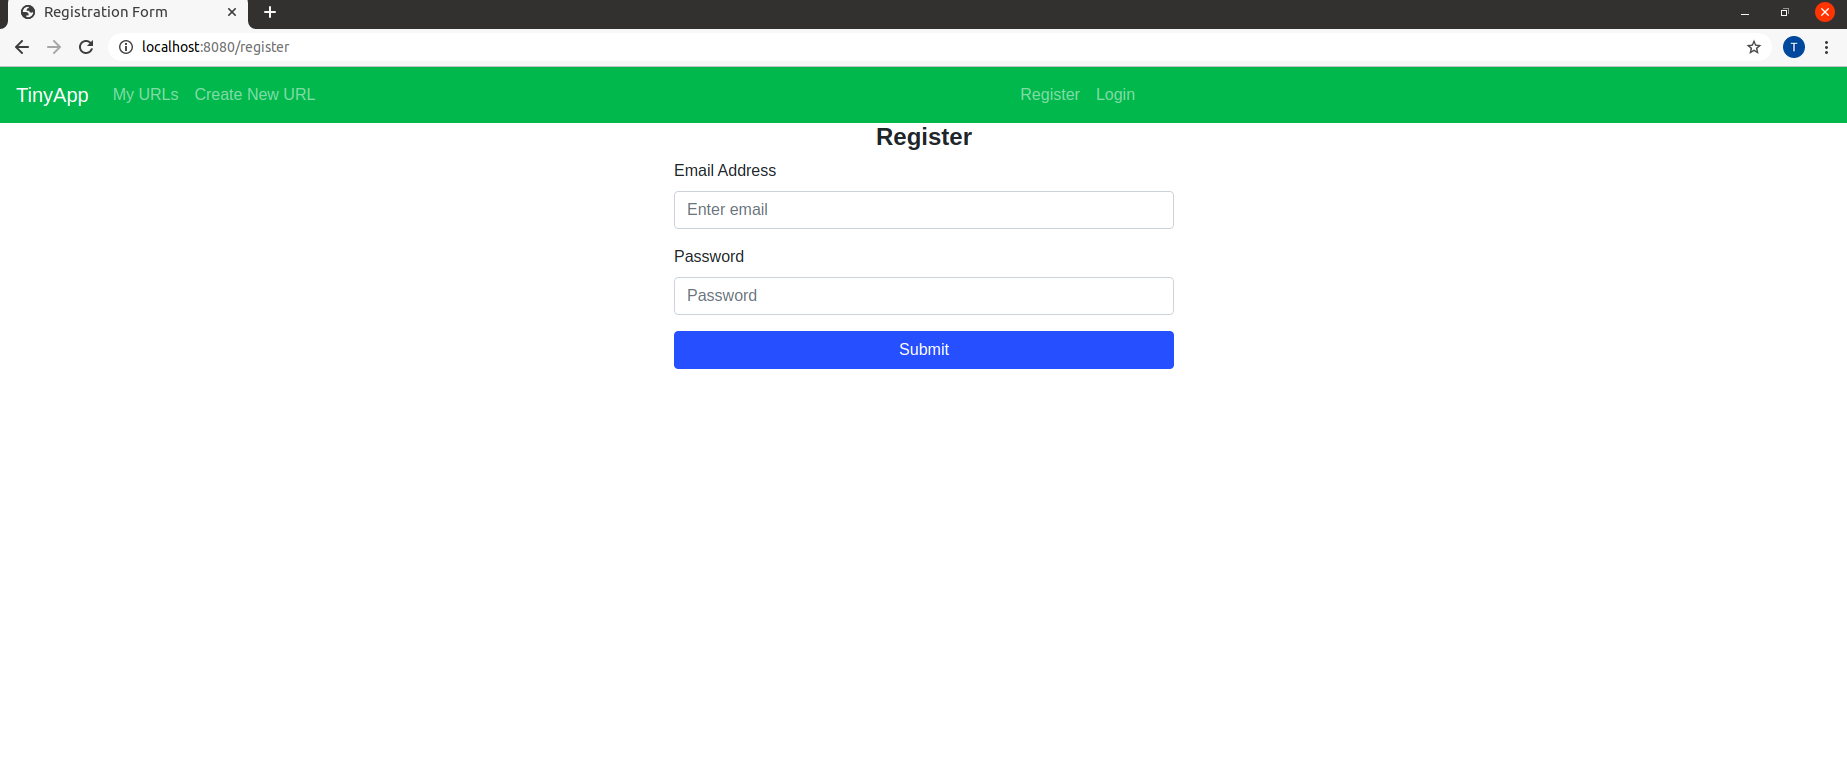 Registration Form
localhost:8080/register
T
TinyApp My URLs Create New URL Register Login
Register
Email Address
Enter email
Password
Password
Submit